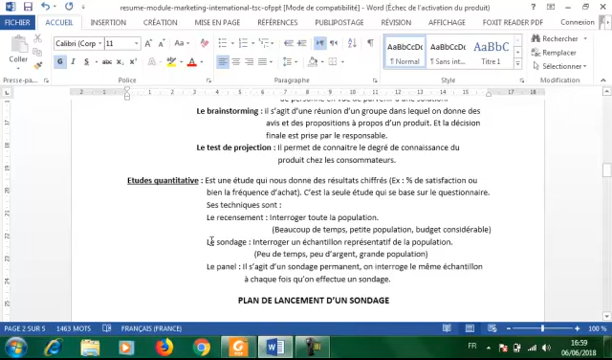 resume-module-marketing-international-tsc-ofppt [Mode de compatibilité] - Word (Échec de l'activation du produit)
FICHIER ACCUEIL INSERTION CRÉATION MISE EN PAGE RÉFÉRENCES PUBLIPOSTAGE RÉVISION AFFICHAGE FOXIT READER PDF Connexion
Calibri (Corp 11
Coller
AaBbCcDc AaBbCcDc AaBbC
¶ Normal ¶ Sans int... Titre 1
Rechercher
Remplacer
Sélectionner
Presse-papiers Police Paragraphe Style Modification
Le brainstorming : il s'agit d'une réunion d'un groupe dans lequel on donne des
avis et des propositions à propos d'un produit. Et la décision
finale est prise par le responsable.
Le test de projection : Il permet de connaitre le degré de connaissance du
produit chez les consommateurs.
Etudes quantitative : Est une étude qui nous donne des résultats chiffrés (Ex : % de satisfaction ou
bien la fréquence d'achat). C'est la seule étude qui se base sur le questionnaire.
Ses techniques sont :
Le recensement : Interroger toute la population.
(Beaucoup de temps, petite population, budget considérable)
Le sondage : Interroger un échantillon représentatif de la population.
(Peu de temps, peu d'argent, grande population)
Le panel : Il s'agit d'un sondage permanent, on interroge le même échantillon
à chaque fois qu'on effectue un sondage.
PLAN DE LANCEMENT D'UN SONDAGE
PAGE 2 SUR 5 1463 MOTS FRANÇAIS (FRANCE) 100 %
FR 16:59
06/06/2018